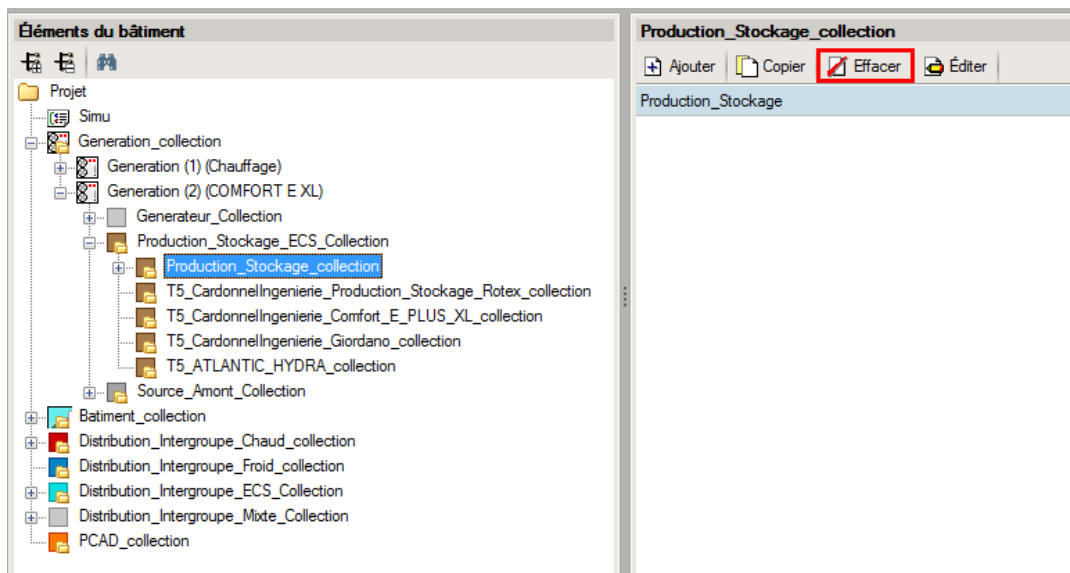 Éléments du bâtiment
Projet
Simu
Generation_collection
Generation (1) (Chauffage)
Generation (2) (COMFORT E XL)
Generateur_Collection
Production_Stockage_ECS_Collection
Production_Stockage_collection
T5_CardonnelIngenierie_Production_Stockage_Rotex_collection
T5_CardonnelIngenierie_Comfort_E_PLUS_XL_collection
T5_CardonnelIngenierie_Giordano_collection
T5_ATLANTIC_HYDRA_collection
Source_Amont_Collection
Batiment_collection
Distribution_Intergroupe_Chaud_collection
Distribution_Intergroupe_Froid_collection
Distribution_Intergroupe_ECS_Collection
Distribution_Intergroupe_Mixte_Collection
PCAD_collection
Production_Stockage_collection
Ajouter Copier Effacer Éditer
Production_Stockage